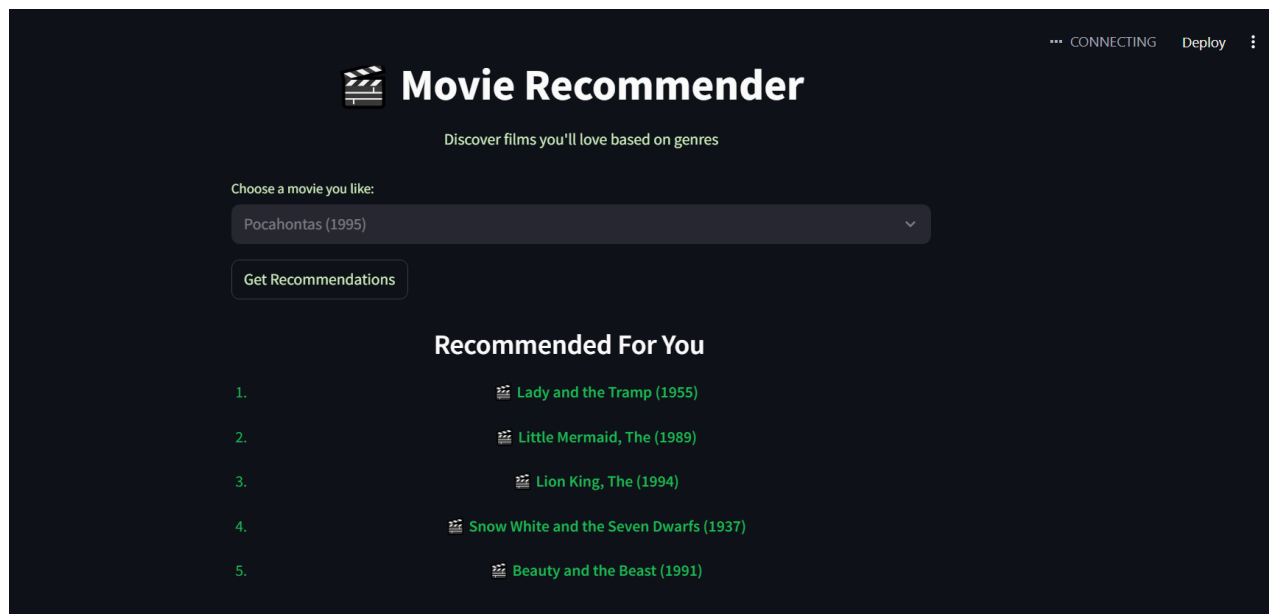 CONNECTING Deploy
Movie Recommender
Discover films you'll love based on genres
Choose a movie you like:
Pocahontas (1995)
Get Recommendations
Recommended For You
1. Lady and the Tramp (1955)
2. Little Mermaid, The (1989)
3. Lion King, The (1994)
4. Snow White and the Seven Dwarfs (1937)
5. Beauty and the Beast (1991)